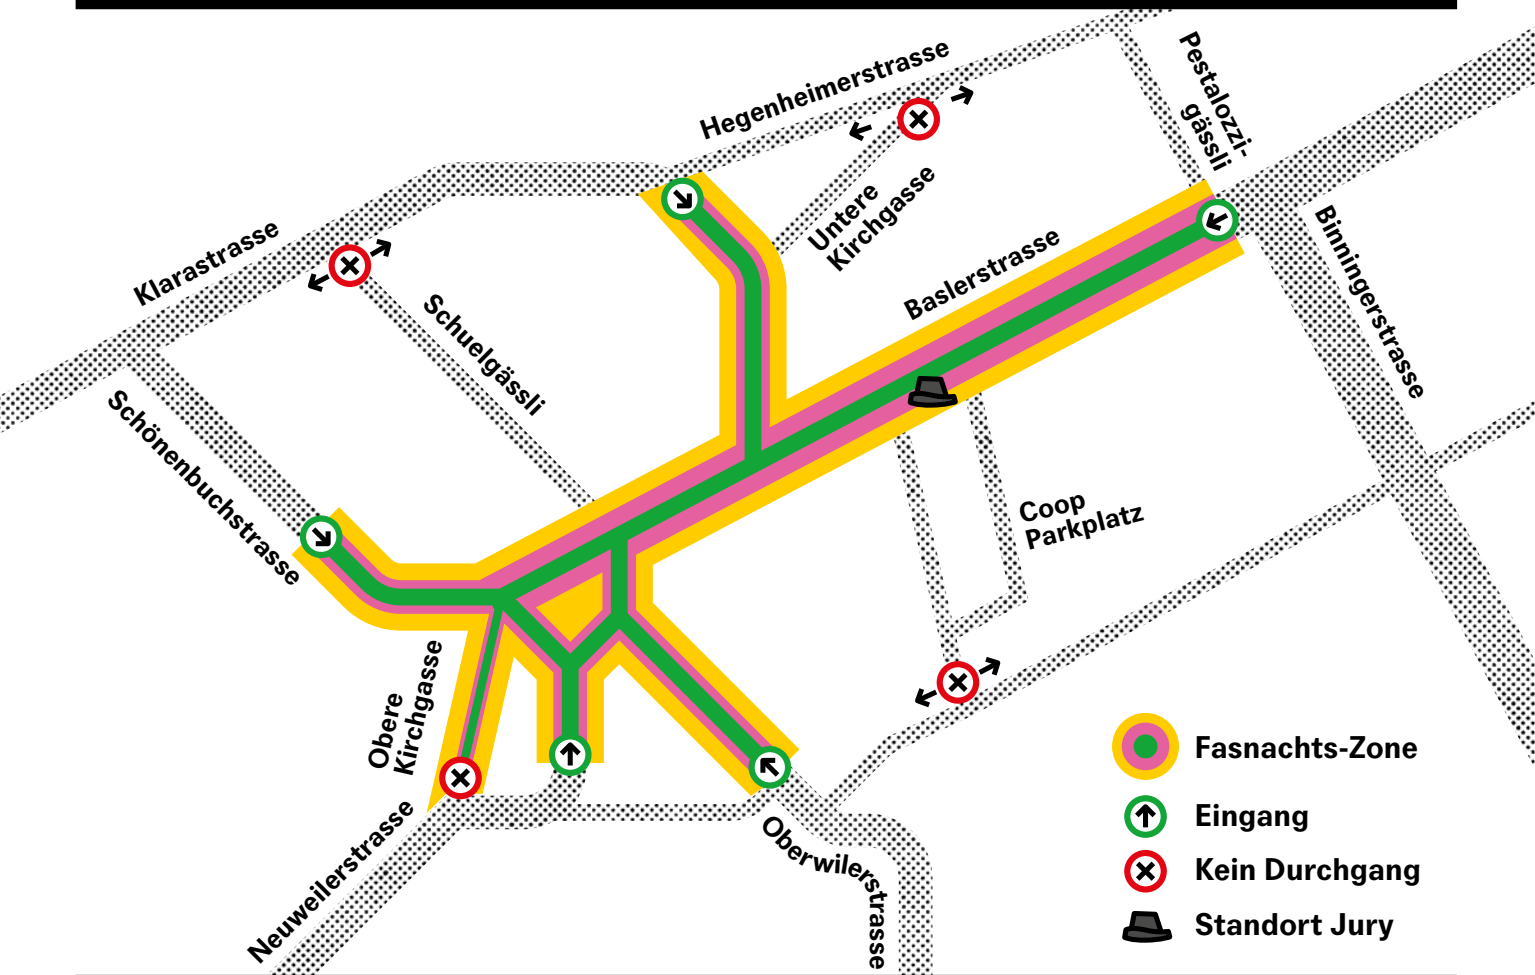 Hegenheimerstrasse
Pestalozzi-
gässli
Untere
Kirchgasse
Klarastrasse
Baslerstrasse
Binningerstrasse
Schuelgässli
Schönenbuchstrasse
Coop
Parkplatz
Obere
Kirchgasse
Neuweilerstrasse
Oberwilerstrasse
Fasnachts-Zone
Eingang
Kein Durchgang
Standort Jury